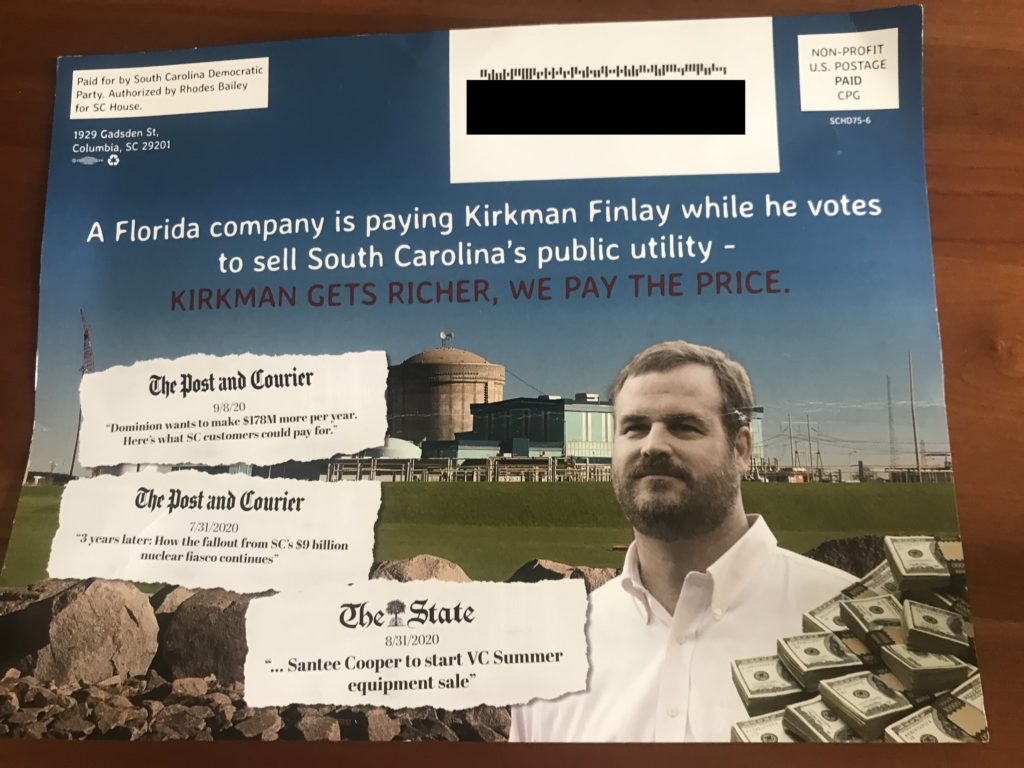 Paid for by South Carolina Democratic
Party. Authorized by Rhodes Bailey
for SC House.
1929 Gadsden St,
Columbia, SC 29201
NON-PROFIT
U.S. POSTAGE
PAID
CPG
SCHD75-6
A Florida company is paying Kirkman Finlay while he votes
to sell South Carolina's public utility -
KIRKMAN GETS RICHER, WE PAY THE PRICE.
The Post and Courier
9/8/20
"Dominion wants to make $178M more per year.
Here's what SC customers could pay for."
The Post and Courier
7/31/2020
"3 years later: How the fallout from SC's $9 billion
nuclear fiasco continues"
The State
8/31/2020
"... Santee Cooper to start VC Summer
equipment sale"